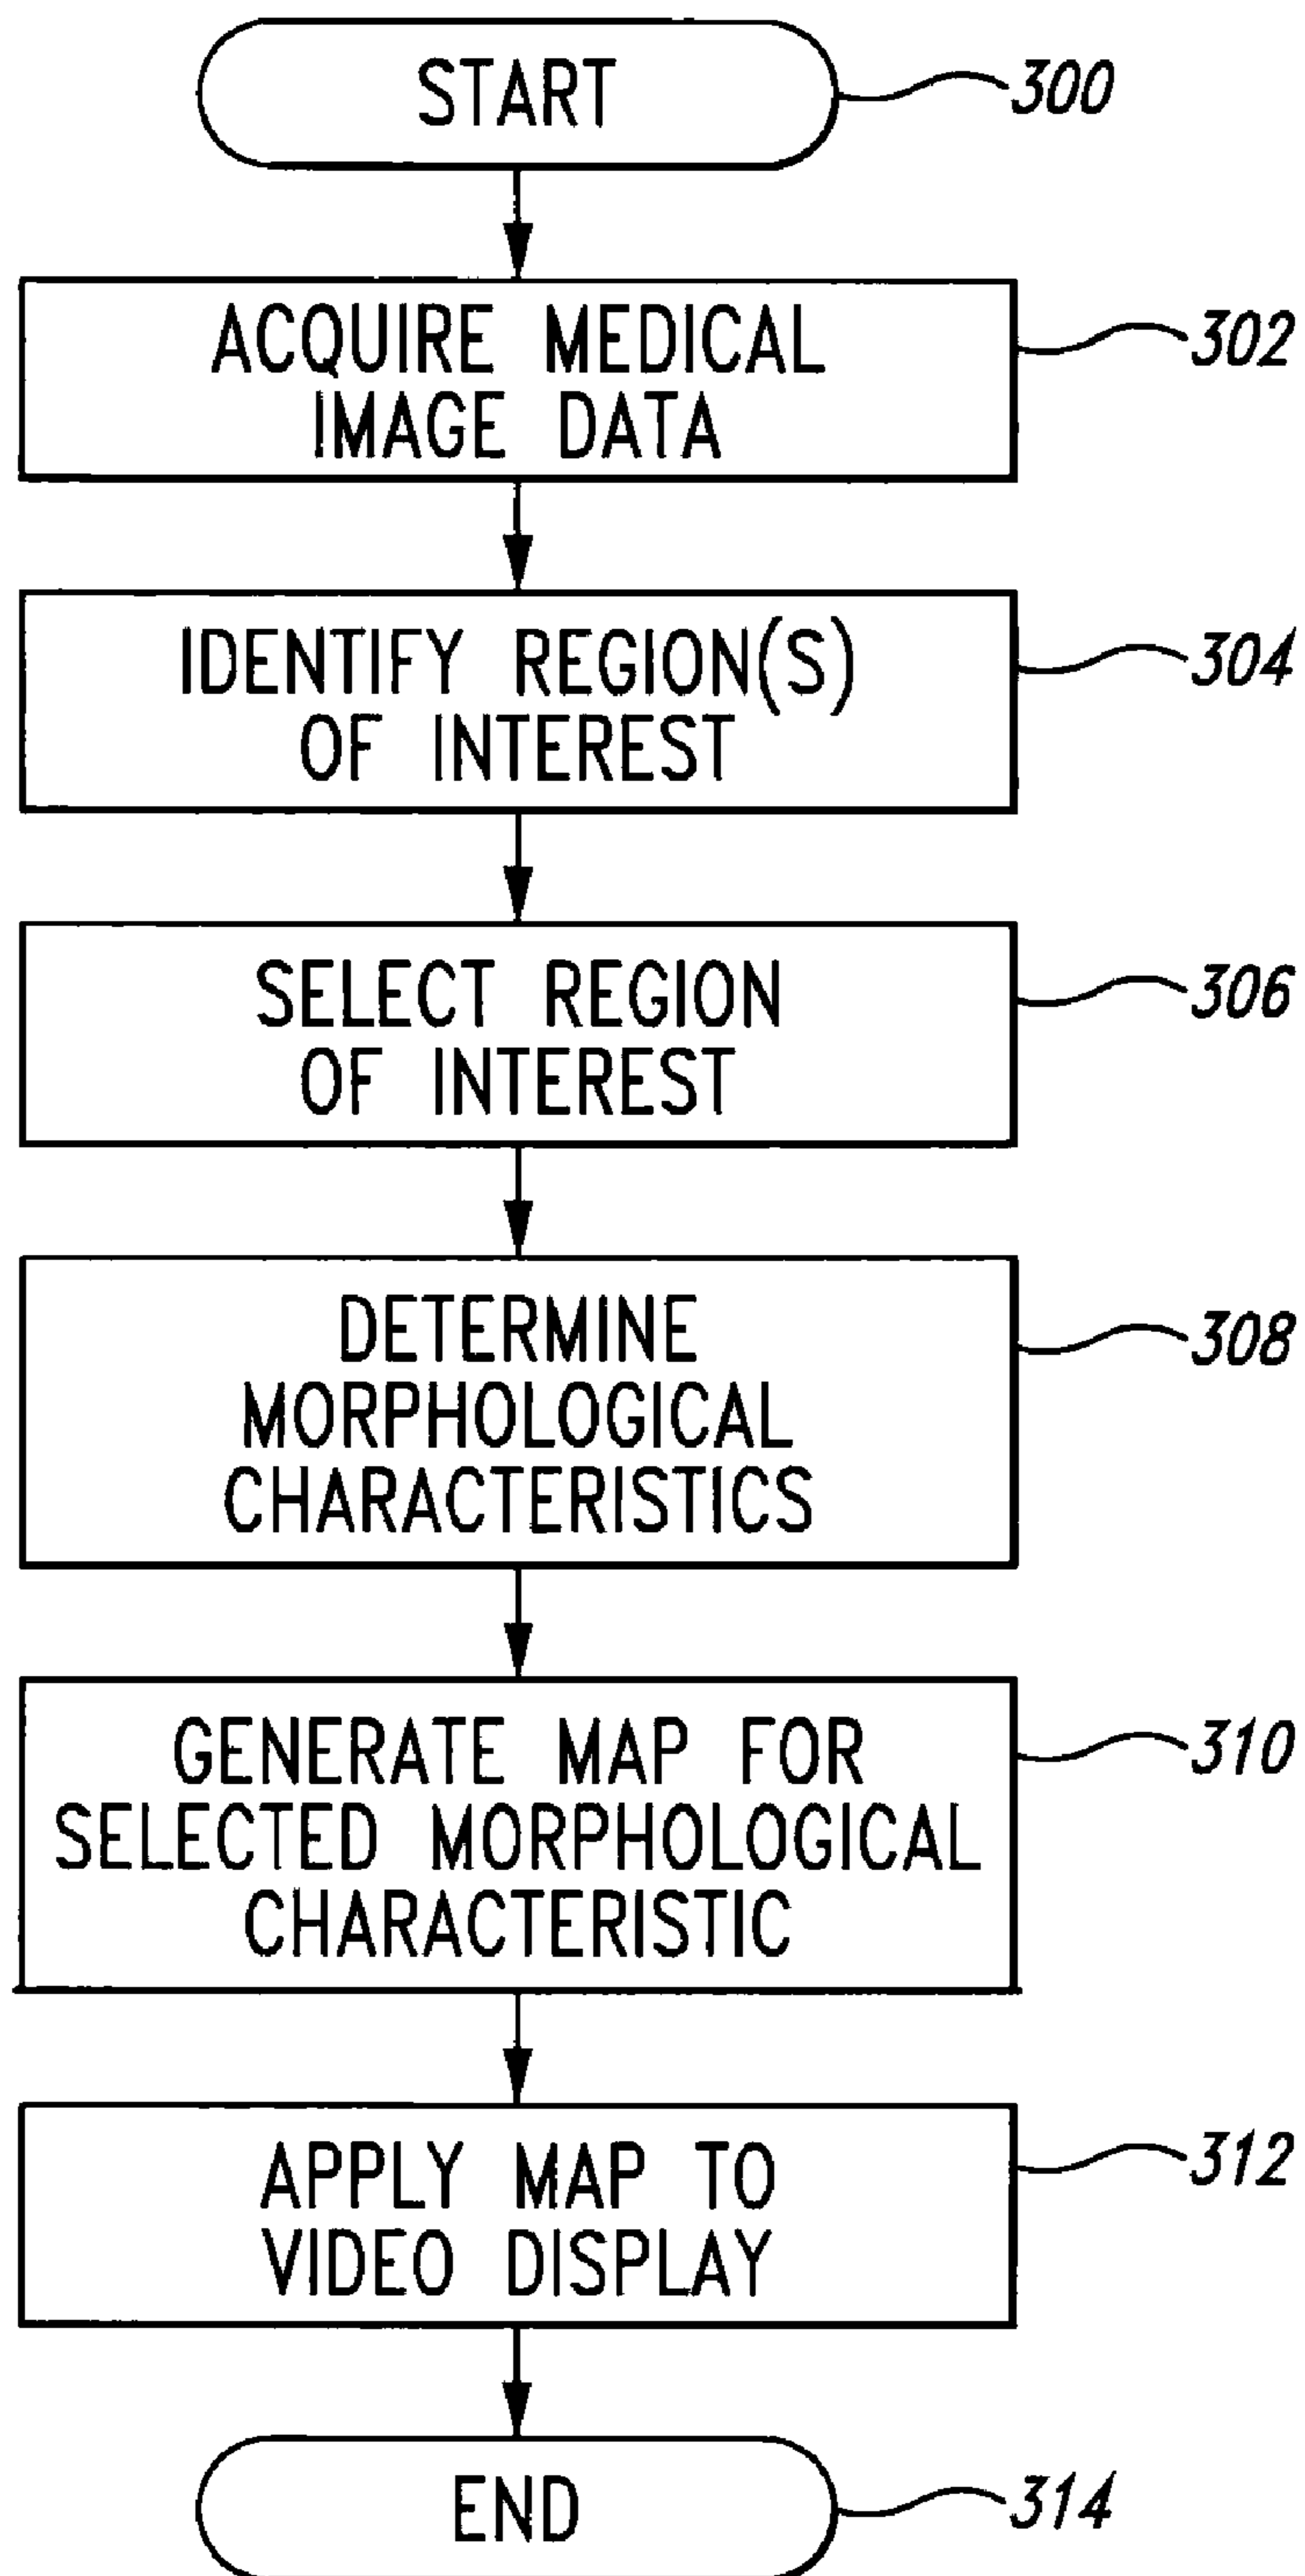 START
300
ACQUIRE MEDICAL
IMAGE DATA
302
IDENTIFY REGION(S)
OF INTEREST
304
SELECT REGION
OF INTEREST
306
DETERMINE
MORPHOLOGICAL
CHARACTERISTICS
308
GENERATE MAP FOR
SELECTED MORPHOLOGICAL
CHARACTERISTIC
310
APPLY MAP TO
VIDEO DISPLAY
312
END
314